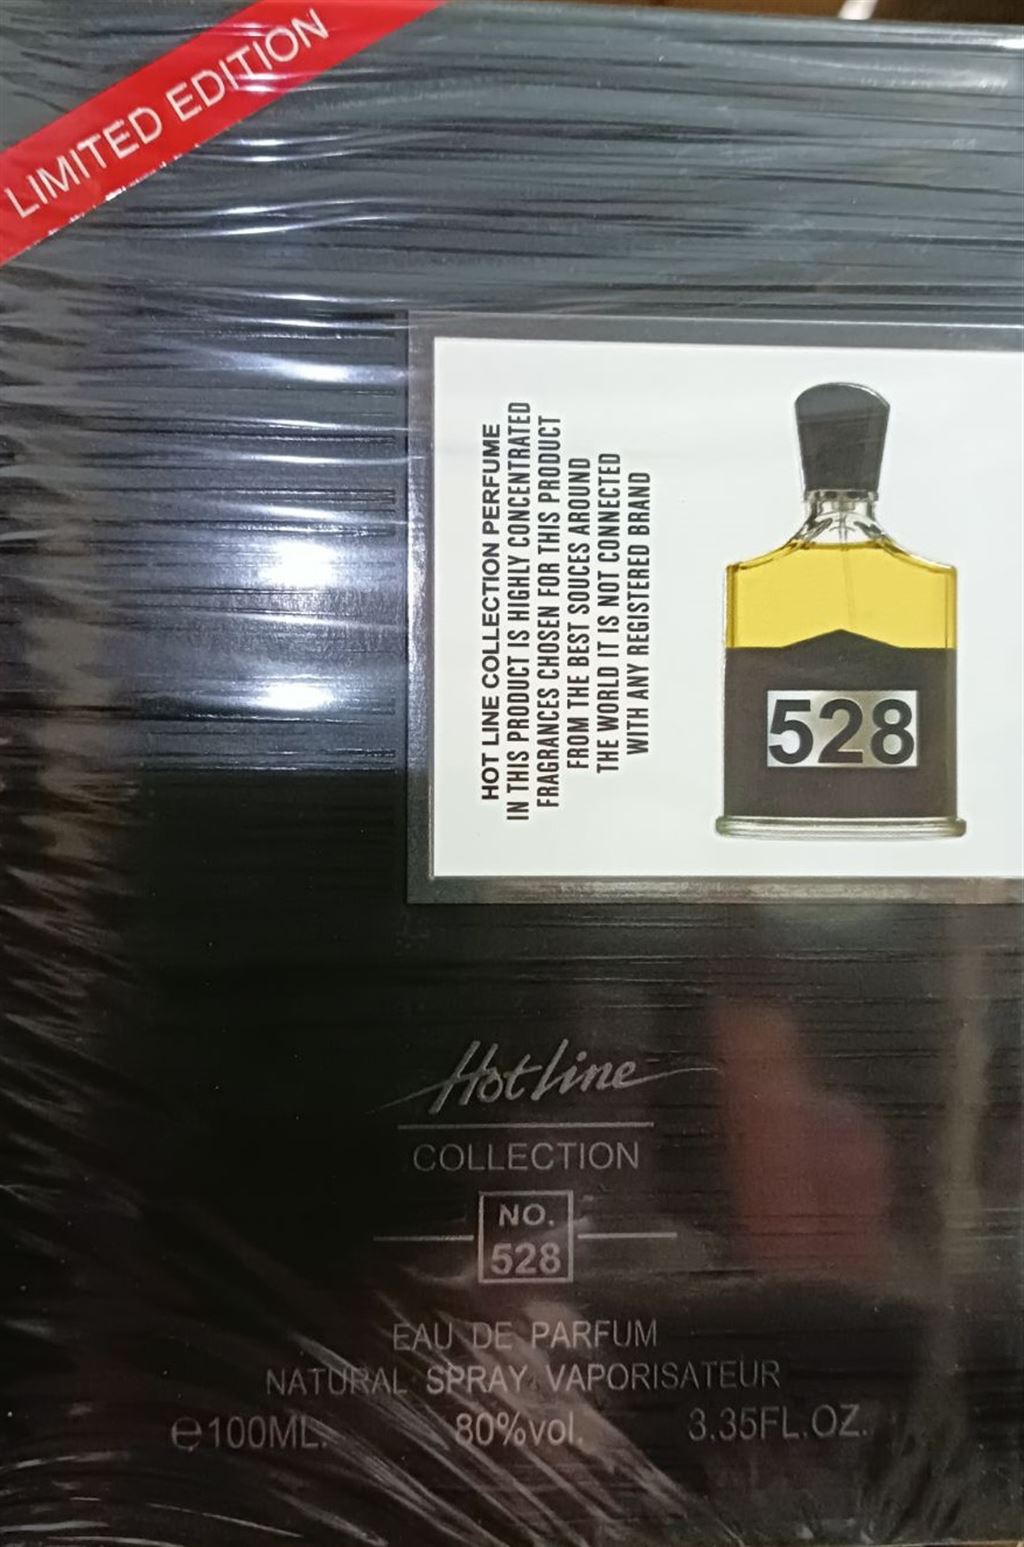 LIMITED EDITION
HOT LINE COLLECTION PERFUME
IN THIS PRODUCT IS HIGHLY CONCENTRATED
FRAGRANCES CHOSEN FOR THIS PRODUCT
FROM THE BEST SOUCES AROUND
THE WORLD IT IS NOT CONNECTED
WITH ANY REGISTERED BRAND
528
Hotline
COLLECTION
NO.
528
EAU DE PARFUM
NATURAL SPRAY VAPORISATEUR
℮100ML. 80%vol. 3.35FL.OZ.